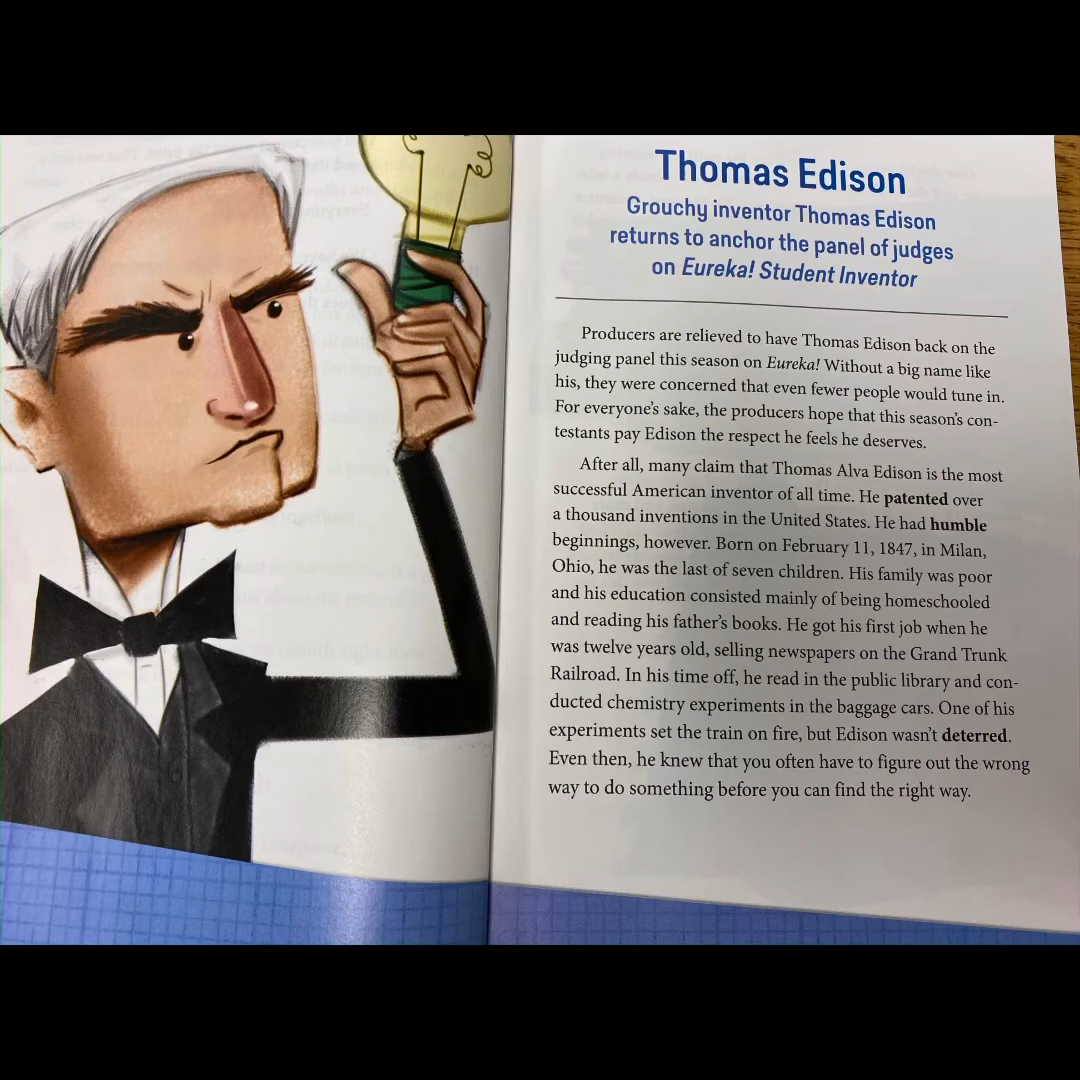 Thomas Edison
Grouchy inventor Thomas Edison
returns to anchor the panel of judges
on Eureka! Student Inventor
Producers are relieved to have Thomas Edison back on the
judging panel this season on Eureka! Without a big name like
his, they were concerned that even fewer people would tune in.
For everyone's sake, the producers hope that this season's con-
testants pay Edison the respect he feels he deserves.
After all, many claim that Thomas Alva Edison is the most
successful American inventor of all time. He patented over
a thousand inventions in the United States. He had humble
beginnings, however. Born on February 11, 1847, in Milan,
Ohio, he was the last of seven children. His family was poor
and his education consisted mainly of being homeschooled
and reading his father's books. He got his first job when he
was twelve years old, selling newspapers on the Grand Trunk
Railroad. In his time off, he read in the public library and con-
ducted chemistry experiments in the baggage cars. One of his
experiments set the train on fire, but Edison wasn't deterred.
Even then, he knew that you often have to figure out the wrong
way to do something before you can find the right way.